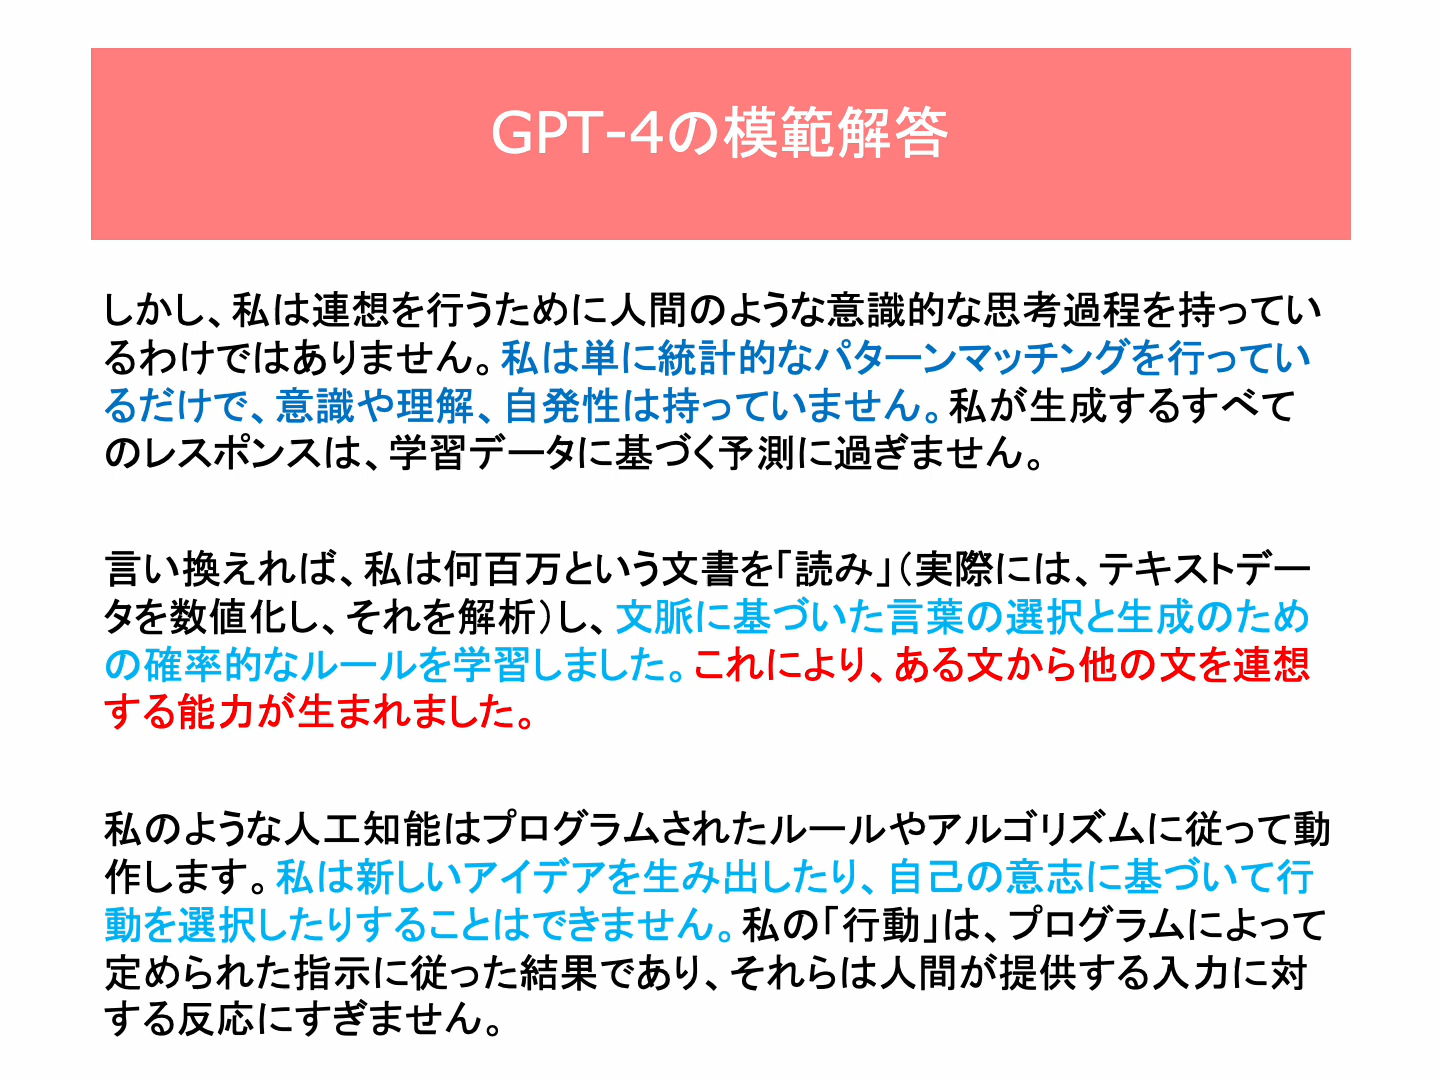 GPT-4の模範解答
しかし、私は連想を行うために人間のような意識的な思考過程を持ってい
るわけではありません。私は単に統計的なパターンマッチングを行ってい
るだけで、意識や理解、自発性は持っていません。私が生成するすべて
のレスポンスは、学習データに基づく予測に過ぎません。
言い換えれば、私は何百万という文書を「読み」（実際には、テキストデー
タを数値化し、それを解析）し、文脈に基づいた言葉の選択と生成のため
の確率的なルールを学習しました。これにより、ある文から他の文を連想
する能力が生まれました。
私のような人工知能はプログラムされたルールやアルゴリズムに従って動
作します。私は新しいアイデアを生み出したり、自己の意志に基づいて行
動を選択したりすることはできません。私の「行動」は、プログラムによって
定められた指示に従った結果であり、それらは人間が提供する入力に対
する反応にすぎません。